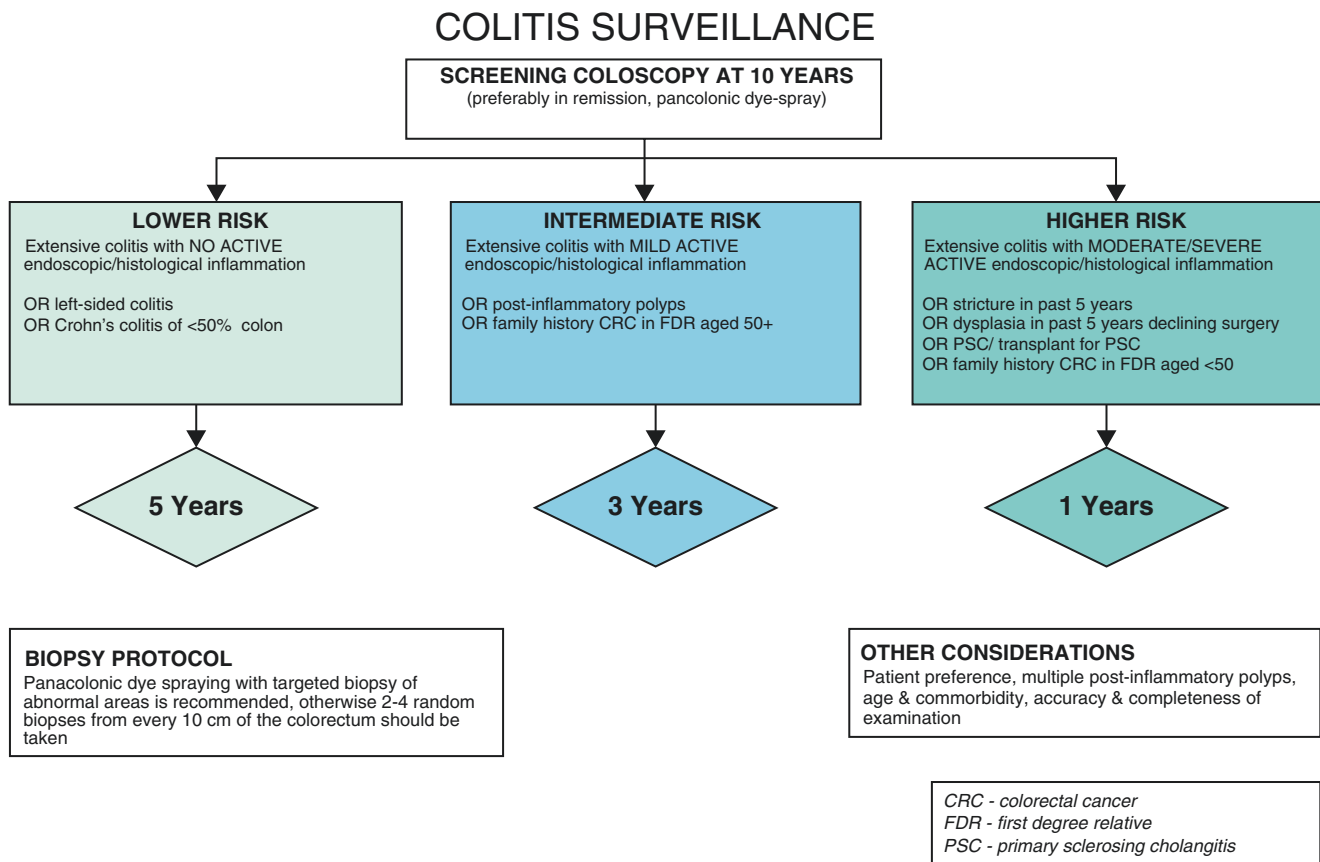 COLITIS SURVEILLANCE
SCREENING COLOSCOPY AT 10 YEARS
(preferably in remission, pancolonic dye-spray)
LOWER RISK
Extensive colitis with NO ACTIVE
endoscopic/histological inflammation
OR left-sided colitis
OR Crohn's colitis of <50% colon
INTERMEDIATE RISK
Extensive colitis with MILD ACTIVE
endoscopic/histological inflammation
OR post-inflammatory polyps
OR family history CRC in FDR aged 50+
HIGHER RISK
Extensive colitis with MODERATE/SEVERE
ACTIVE endoscopic/histological inflammation
OR stricture in past 5 years
OR dysplasia in past 5 years declining surgery
OR PSC/ transplant for PSC
OR family history CRC in FDR aged <50
5 Years
3 Years
1 Years
BIOPSY PROTOCOL
Panacolonic dye spraying with targeted biopsy of
abnormal areas is recommended, otherwise 2-4 random
biopses from every 10 cm of the colorectum should be
taken
OTHER CONSIDERATIONS
Patient preference, multiple post-inflammatory polyps,
age & commorbidity, accuracy & completeness of
examination
CRC - colorectal cancer
FDR - first degree relative
PSC - primary sclerosing cholangitis